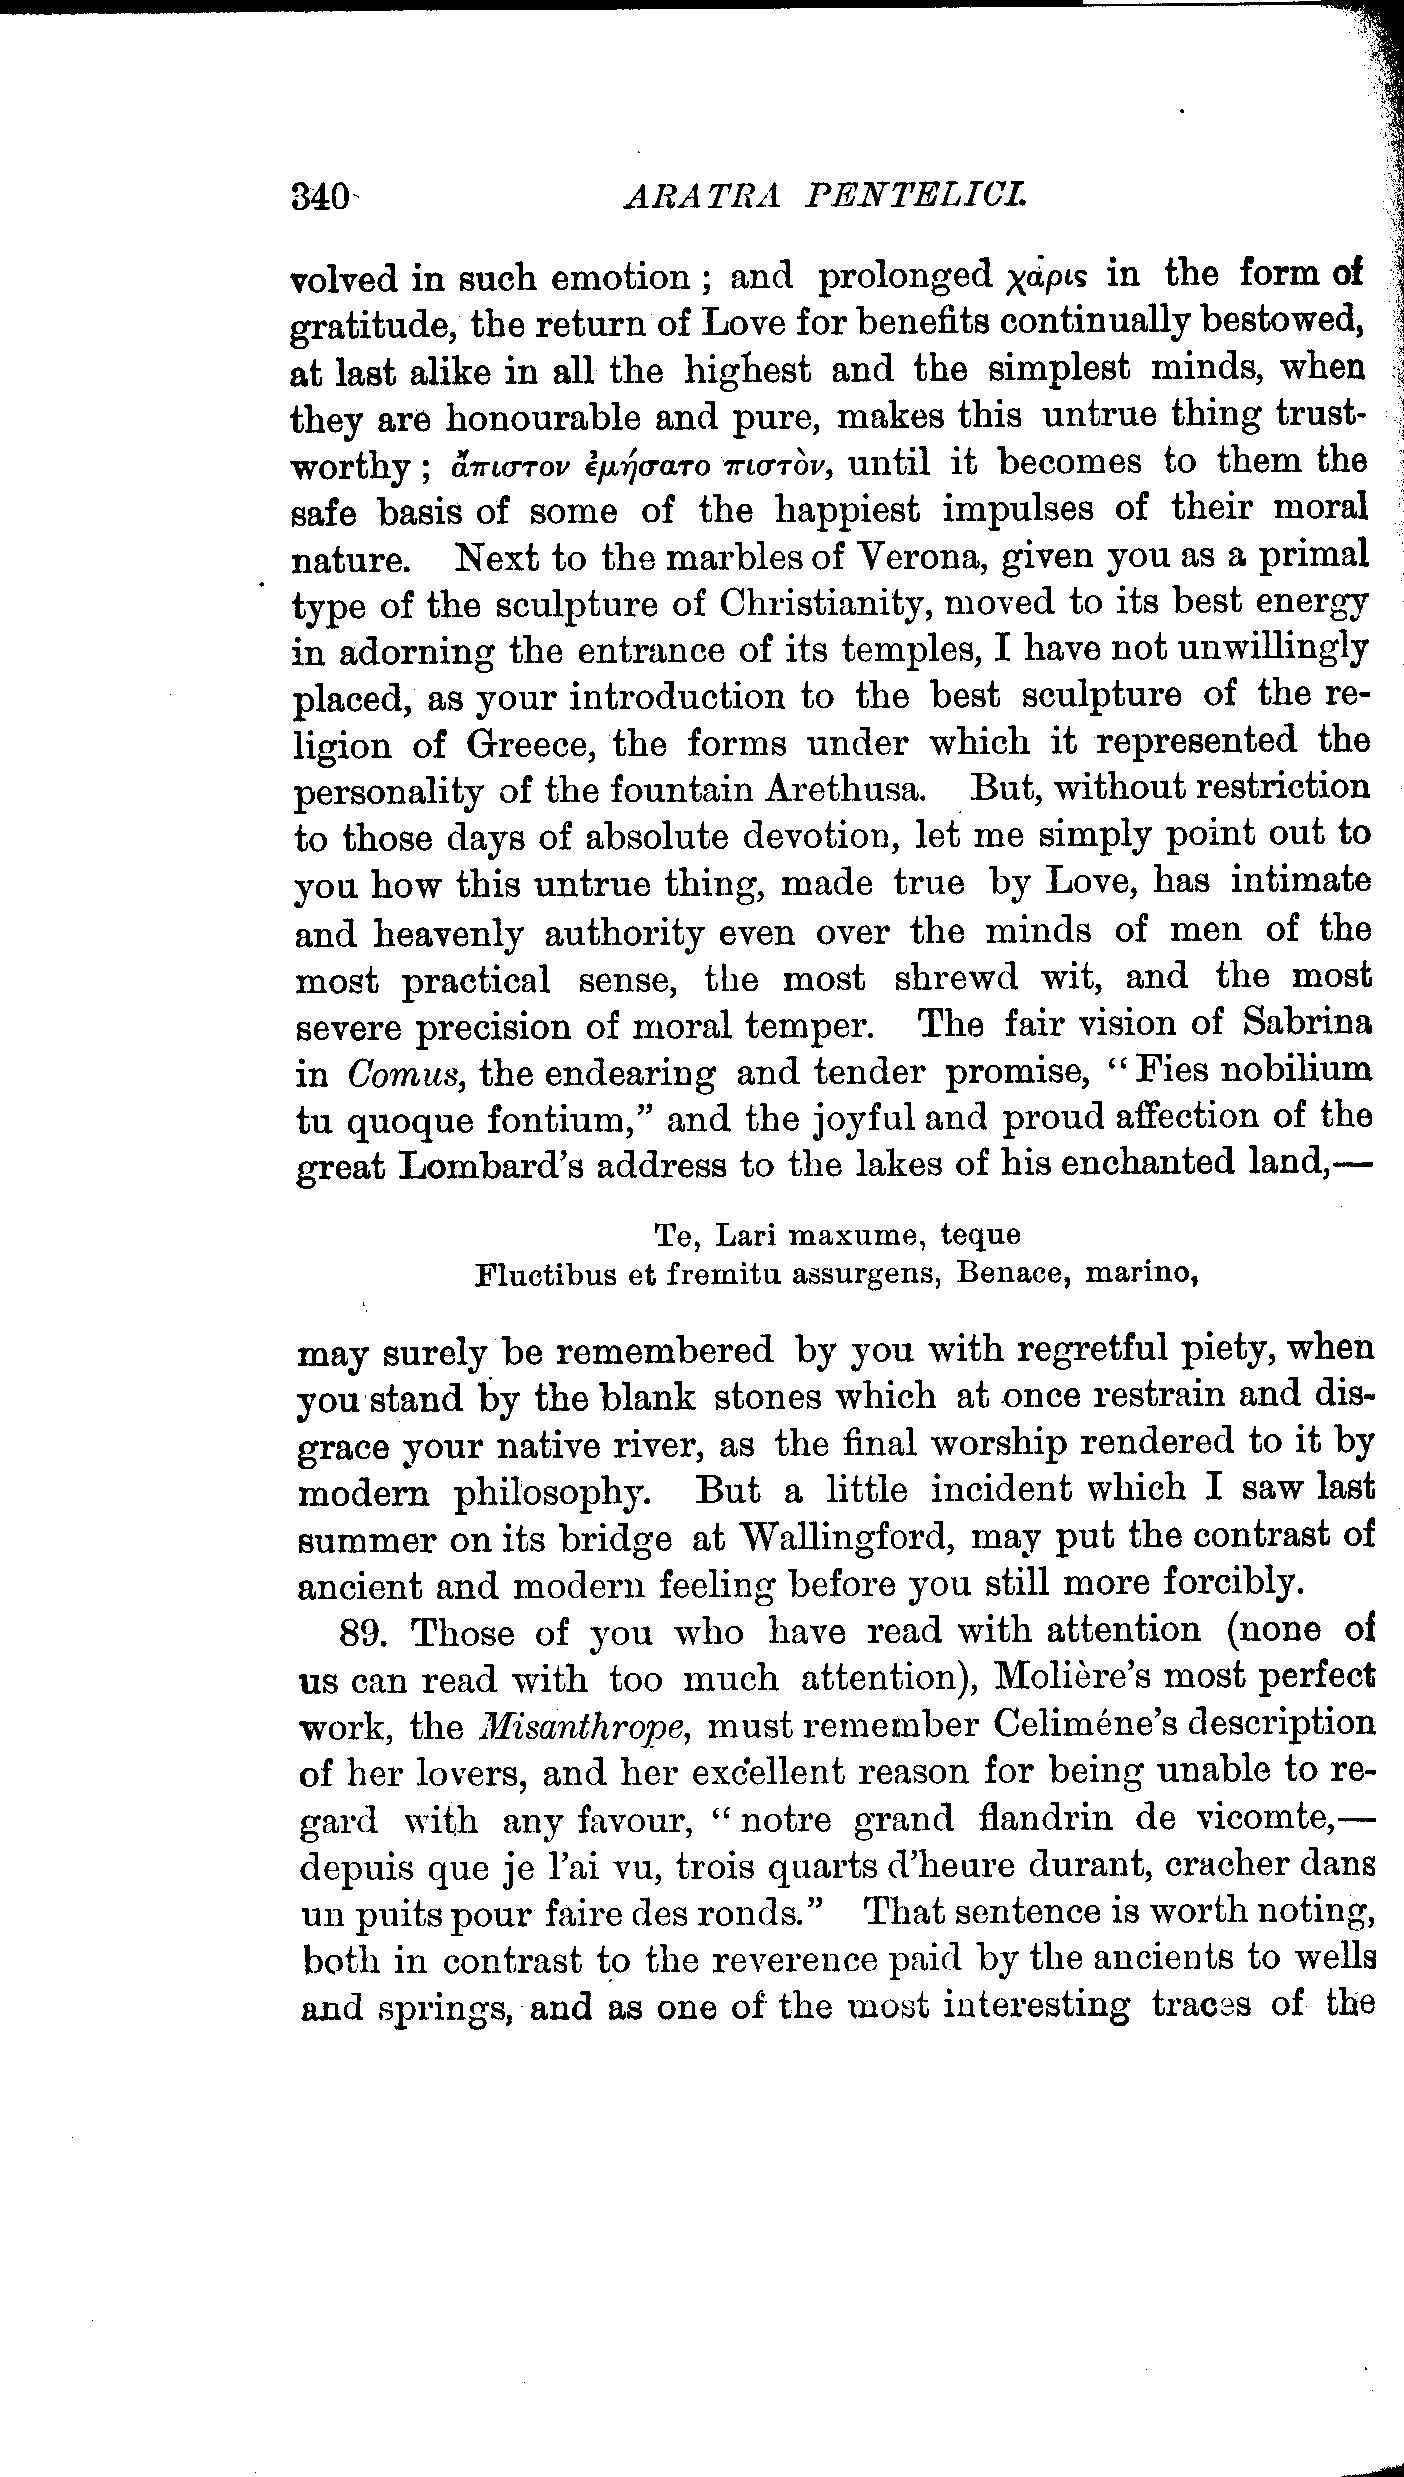 340 ARATRA PENTELICI.
volved in such emotion ; and prolonged χάρις in the form of
gratitude, the return of Love for benefits continually bestowed,
at last alike in all the highest and the simplest minds, when
they are honourable and pure, makes this untrue thing trust-
worthy ; ἄπιστον ἐμήσατο πιστὸν, until it becomes to them the
safe basis of some of the happiest impulses of their moral
nature. Next to the marbles of Verona, given you as a primal
type of the sculpture of Christianity, moved to its best energy
in adorning the entrance of its temples, I have not unwillingly
placed, as your introduction to the best sculpture of the re-
ligion of Greece, the forms under which it represented the
personality of the fountain Arethusa. But, without restriction
to those days of absolute devotion, let me simply point out to
you how this untrue thing, made true by Love, has intimate
and heavenly authority even over the minds of men of the
most practical sense, the most shrewd wit, and the most
severe precision of moral temper. The fair vision of Sabrina
in Comus, the endearing and tender promise, “Fies nobilium
tu quoque fontium,” and the joyful and proud affection of the
great Lombard’s address to the lakes of his enchanted land,—
Te, Lari maxume, teque
Fluctibus et fremitu assurgens, Benace, marino,
may surely be remembered by you with regretful piety, when
you stand by the blank stones which at once restrain and dis-
grace your native river, as the final worship rendered to it by
modern philosophy. But a little incident which I saw last
summer on its bridge at Wallingford, may put the contrast of
ancient and modern feeling before you still more forcibly.
89. Those of you who have read with attention (none of
us can read with too much attention), Molière’s most perfect
work, the Misanthrope, must remember Celiméne’s description
of her lovers, and her excellent reason for being unable to re-
gard with any favour, “notre grand flandrin de vicomte,—
depuis que je l’ai vu, trois quarts d’heure durant, cracher dans
un puits pour faire des ronds.” That sentence is worth noting,
both in contrast to the reverence paid by the ancients to wells
and springs, and as one of the most interesting traces of the